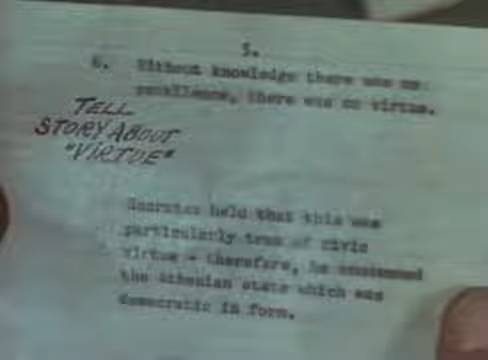 5.
6. Without knowledge there was no
excellence, there was no virtue.
TELL
STORY ABOUT
"VIRTUE"
Socrates held that this was
particularly true of civic
virtue - therefore, he condemned
the Athenian state which was
democratic in form.